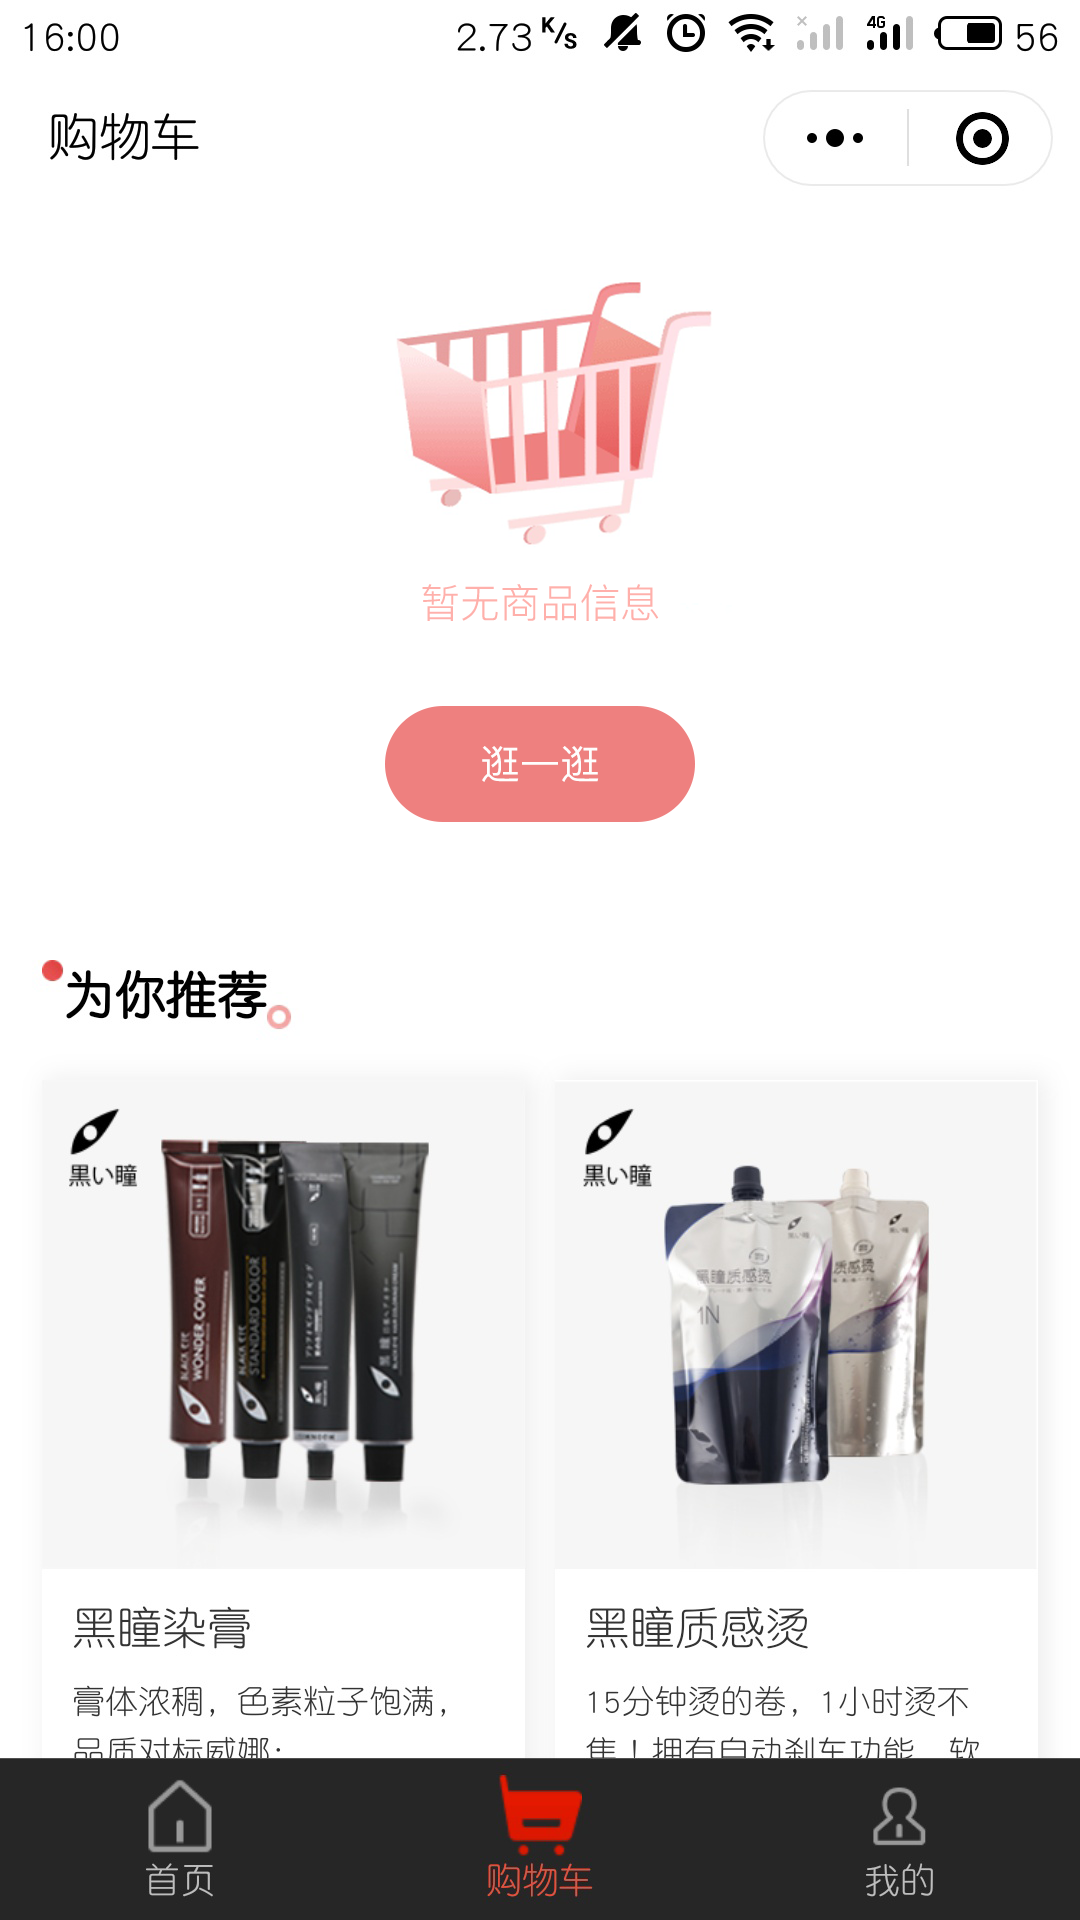 16:00
2.73 K/s
4G
56
购物车
暂无商品信息
逛一逛
为你推荐
黒い瞳
BLACK EYE
WONDER COVER
BLACK EYE
STANDARD COLOR
黒い瞳
黑瞳质感烫
1N
黒い瞳
质感烫
黑瞳染膏
膏体浓稠，色素粒子饱满，
品质对标威娜；
黑瞳质感烫
15分钟烫的卷，1小时烫不
焦！拥有自动刹车功能，软
首页
购物车
我的